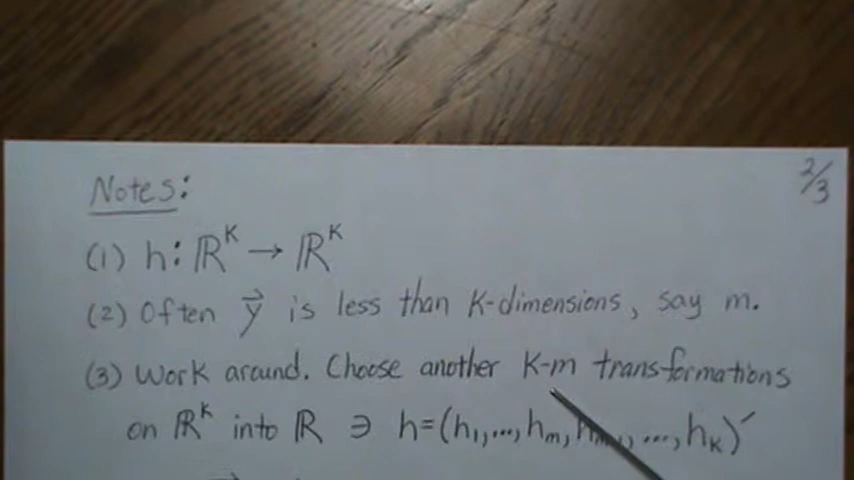 2/3
Notes:
(1) h: ℝᴷ → ℝᴷ
(2) Often y⃗ is less than K-dimensions, say m.
(3) Work around. Choose another K-m transformations
on ℝᴷ into ℝ ∋ h=(h₁,...,hₘ, ...,h_K)′